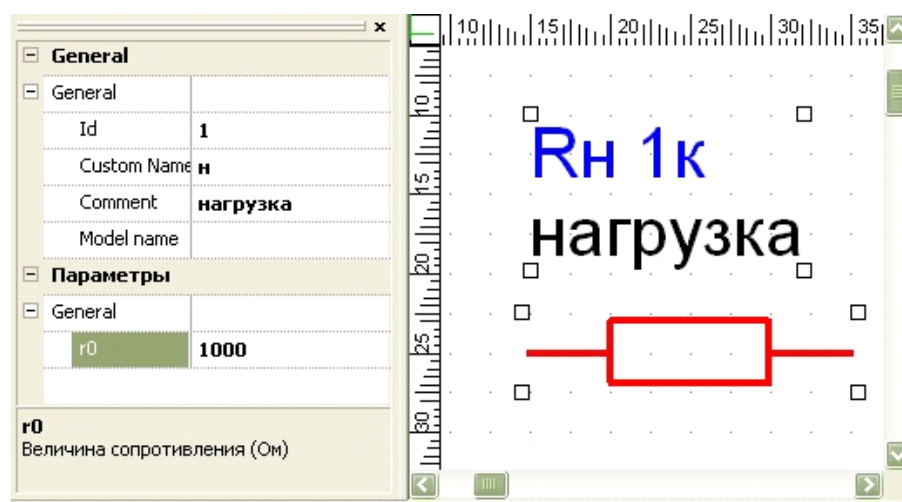 x
General
General
Id 1
Custom Name н
Comment нагрузка
Model name
Параметры
General
r0 1000
r0
Величина сопротивления (Ом)
10 15 20 25 30 35
10
15
20
25
30
Rн 1к
нагрузка